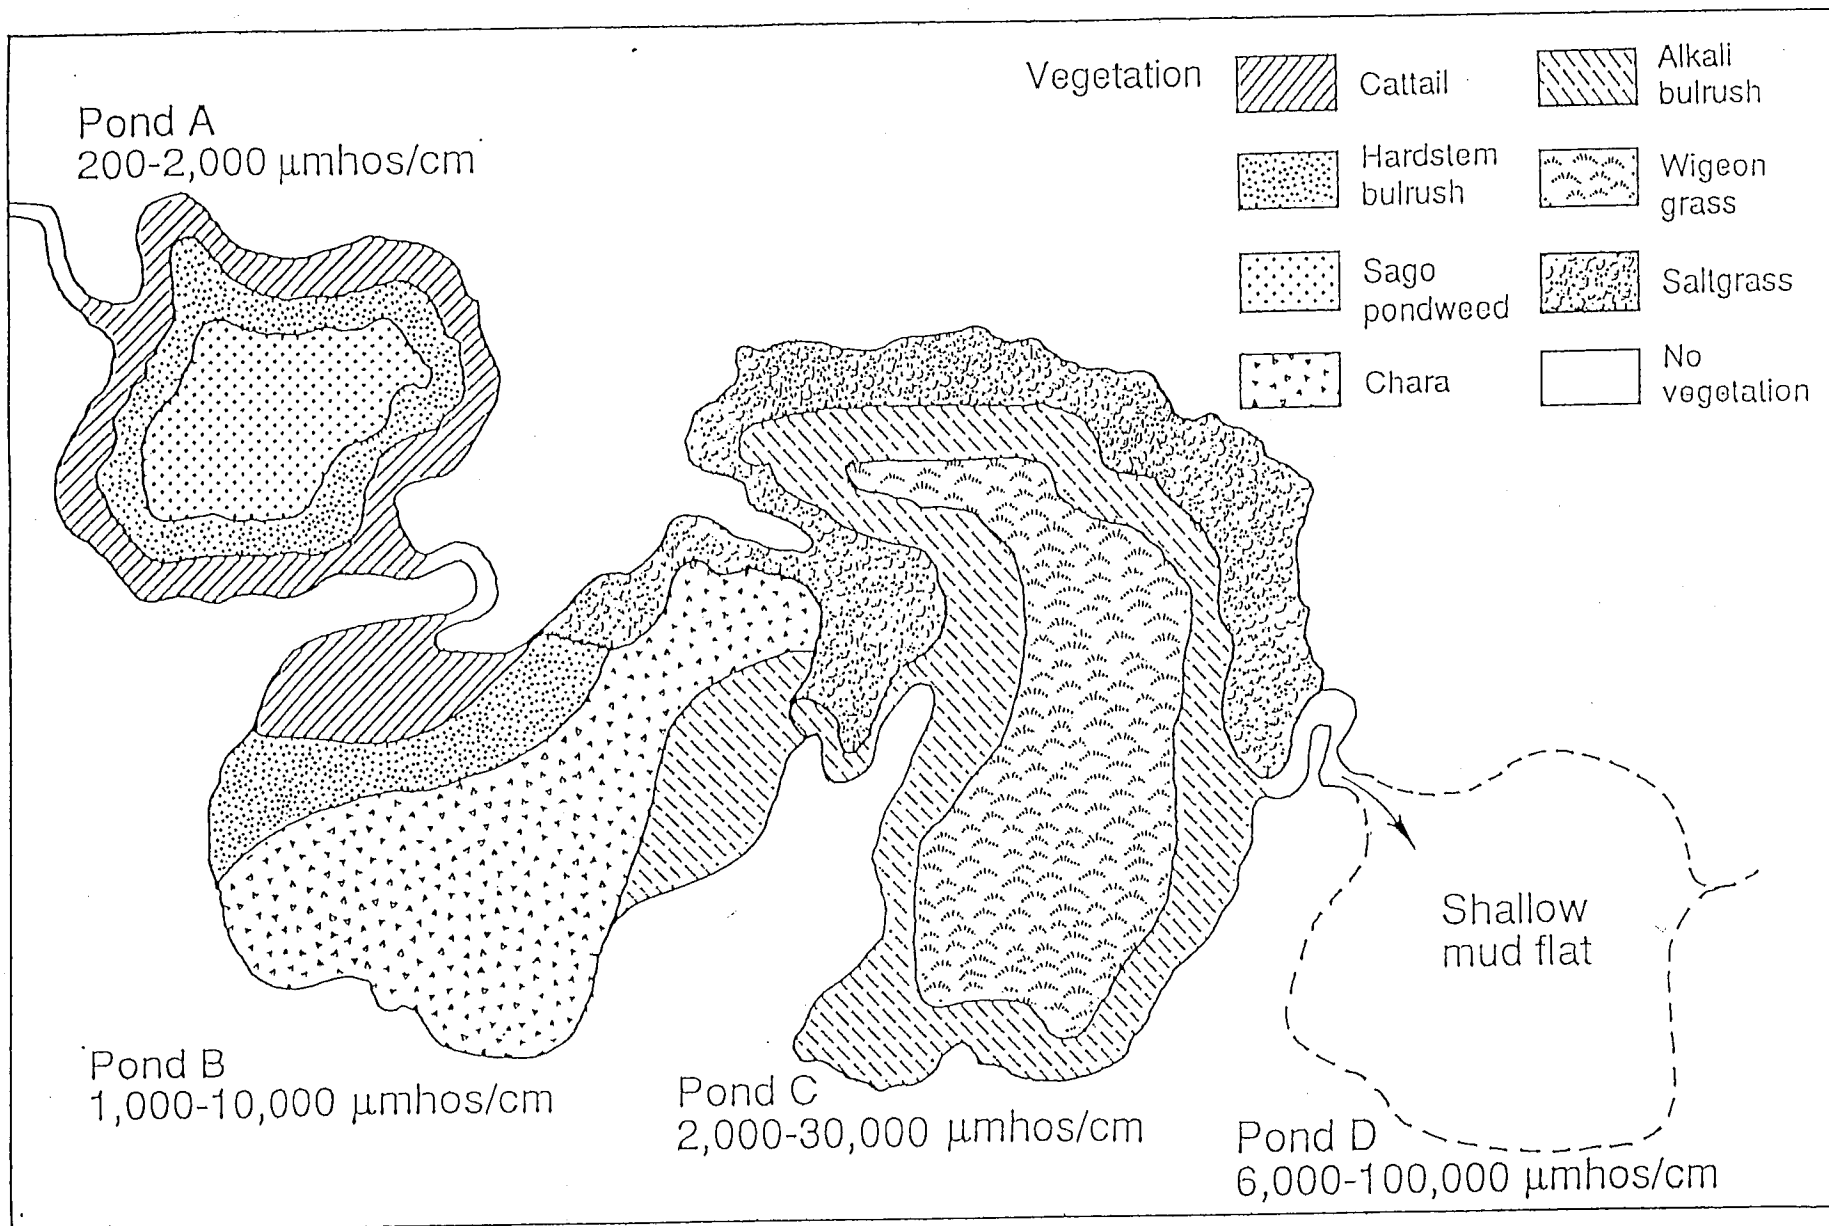 Vegetation
Cattail
Alkali
bulrush
Hardstem
bulrush
Wigeon
grass
Sago
pondweed
Saltgrass
Chara
No
vegetation
Pond A
200-2,000 µmhos/cm
Shallow
mud flat
Pond B
1,000-10,000 µmhos/cm
Pond C
2,000-30,000 µmhos/cm
Pond D
6,000-100,000 µmhos/cm